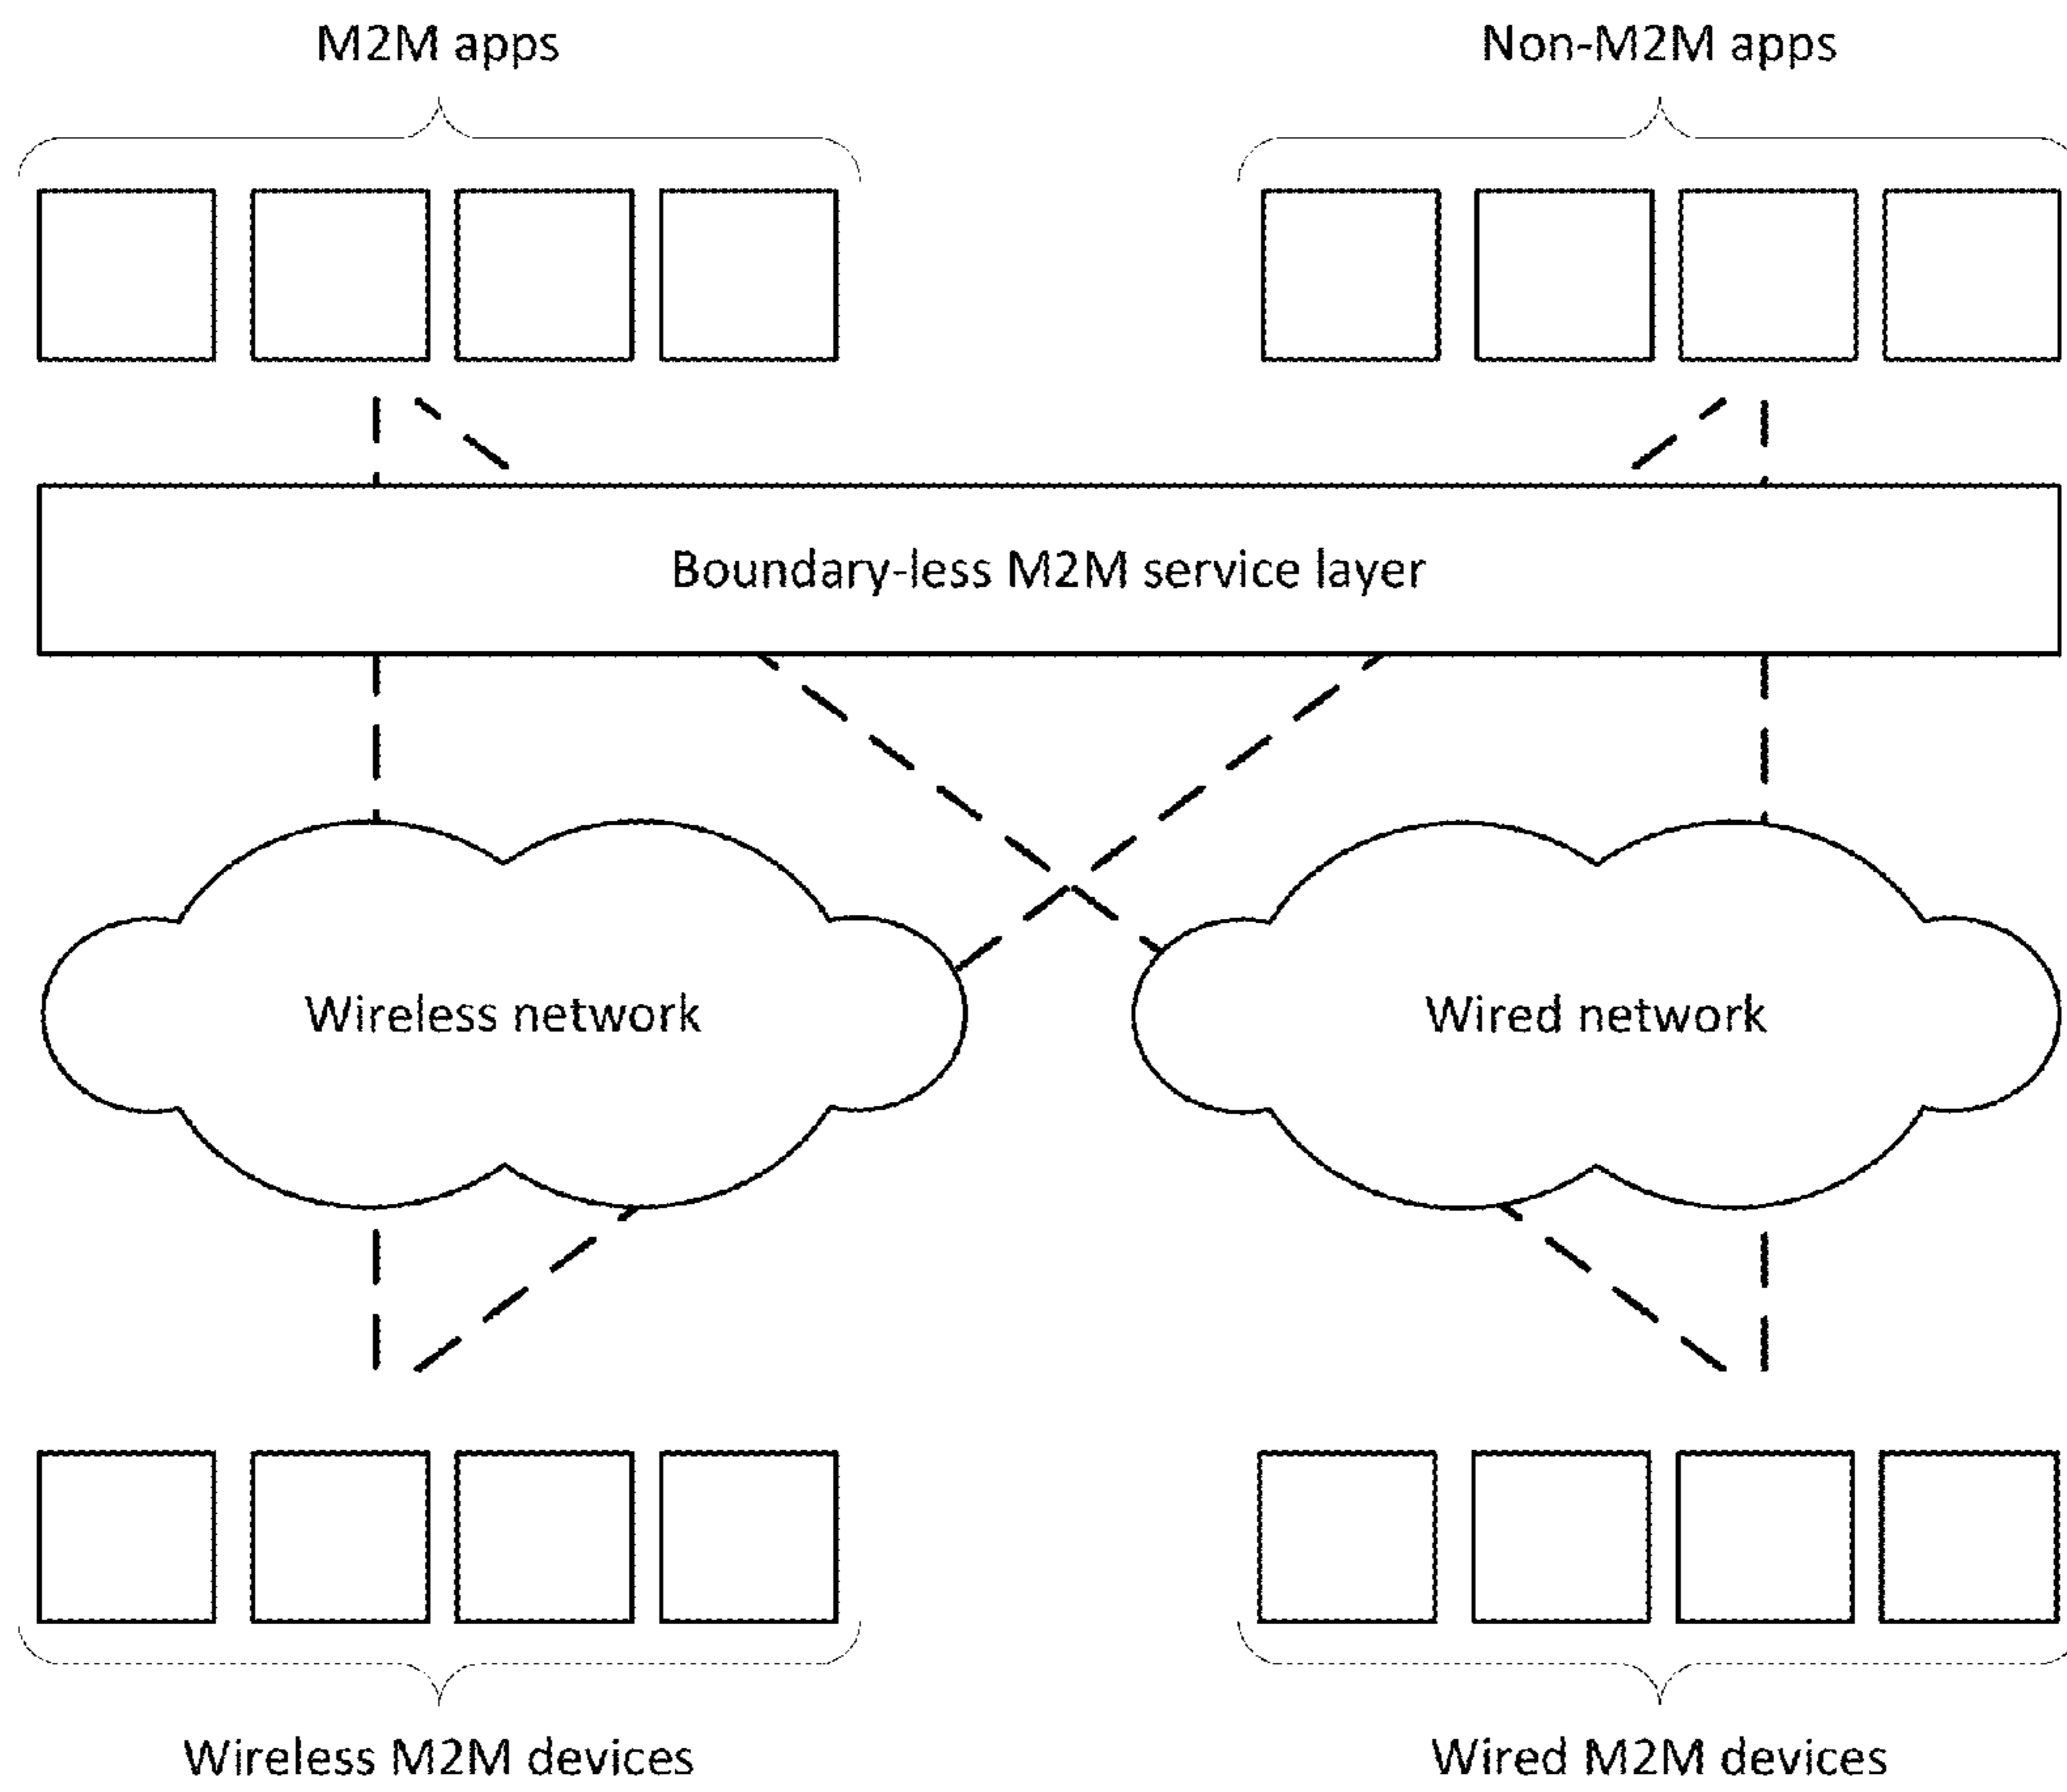 M2M apps
Non-M2M apps
Boundary-less M2M service layer
Wireless network
Wired network
Wireless M2M devices
Wired M2M devices